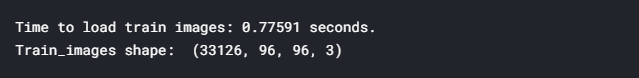 Time to load train images: 0.77591 seconds.
Train_images shape:  (33126, 96, 96, 3)